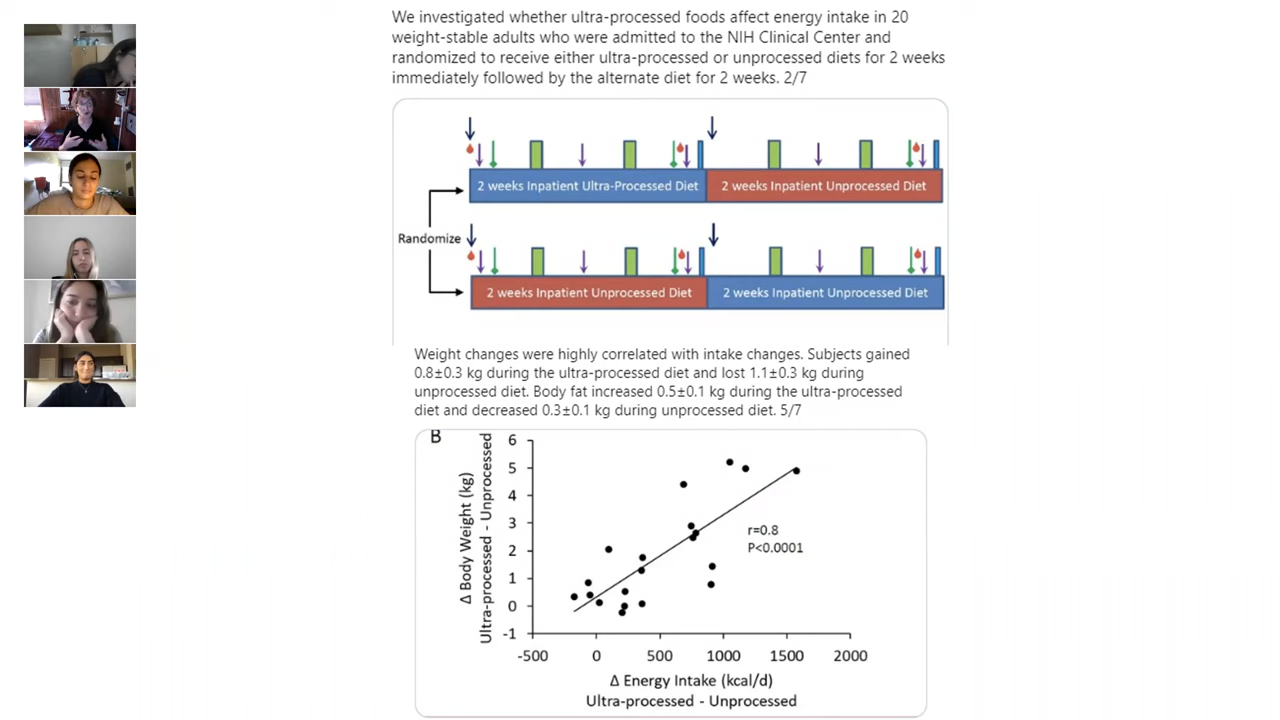 We investigated whether ultra-processed foods affect energy intake in 20
weight-stable adults who were admitted to the NIH Clinical Center and
randomized to receive either ultra-processed or unprocessed diets for 2 weeks
immediately followed by the alternate diet for 2 weeks. 2/7
2 weeks Inpatient Ultra-Processed Diet
2 weeks Inpatient Unprocessed Diet
Randomize
2 weeks Inpatient Unprocessed Diet
2 weeks Inpatient Unprocessed Diet
Weight changes were highly correlated with intake changes. Subjects gained
0.8±0.3 kg during the ultra-processed diet and lost 1.1±0.3 kg during
unprocessed diet. Body fat increased 0.5±0.1 kg during the ultra-processed
diet and decreased 0.3±0.1 kg during unprocessed diet. 5/7
B
Δ Body Weight (kg)
Ultra-processed - Unprocessed
6
5
4
3
2
1
0
-1
r=0.8
P<0.0001
-500 0 500 1000 1500 2000
Δ Energy Intake (kcal/d)
Ultra-processed - Unprocessed